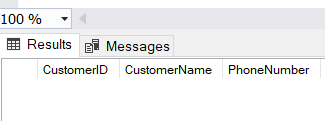 100 %
Results Messages
CustomerID CustomerName PhoneNumber